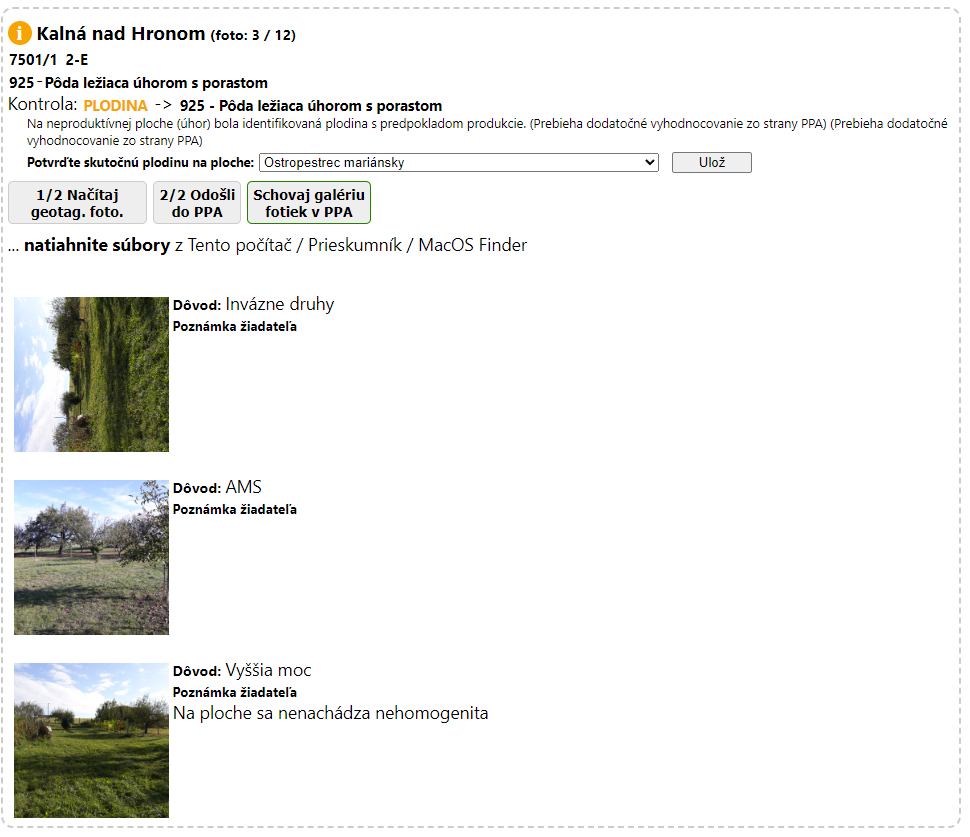 i Kalná nad Hronom (foto: 3 / 12)
7501/1 2-E
925 - Pôda ležiaca úhorom s porastom
Kontrola: PLODINA -> 925 - Pôda ležiaca úhorom s porastom
Na neproduktívnej ploche (úhor) bola identifikovaná plodina s predpokladom produkcie. (Prebieha dodatočné vyhodnocovanie zo strany PPA) (Prebieha dodatočné
vyhodnocovanie zo strany PPA)
Potvrďte skutočnú plodinu na ploche: Ostropestrec mariánsky Ulož
1/2 Načítaj
geotag. foto.
2/2 Odošli
do PPA
Schovaj galériu
fotiek v PPA
... natiahnite súbory z Tento počítač / Prieskumník / MacOS Finder
Dôvod: Invázne druhy
Poznámka žiadateľa
Dôvod: AMS
Poznámka žiadateľa
Dôvod: Vyššia moc
Poznámka žiadateľa
Na ploche sa nenachádza nehomogenita